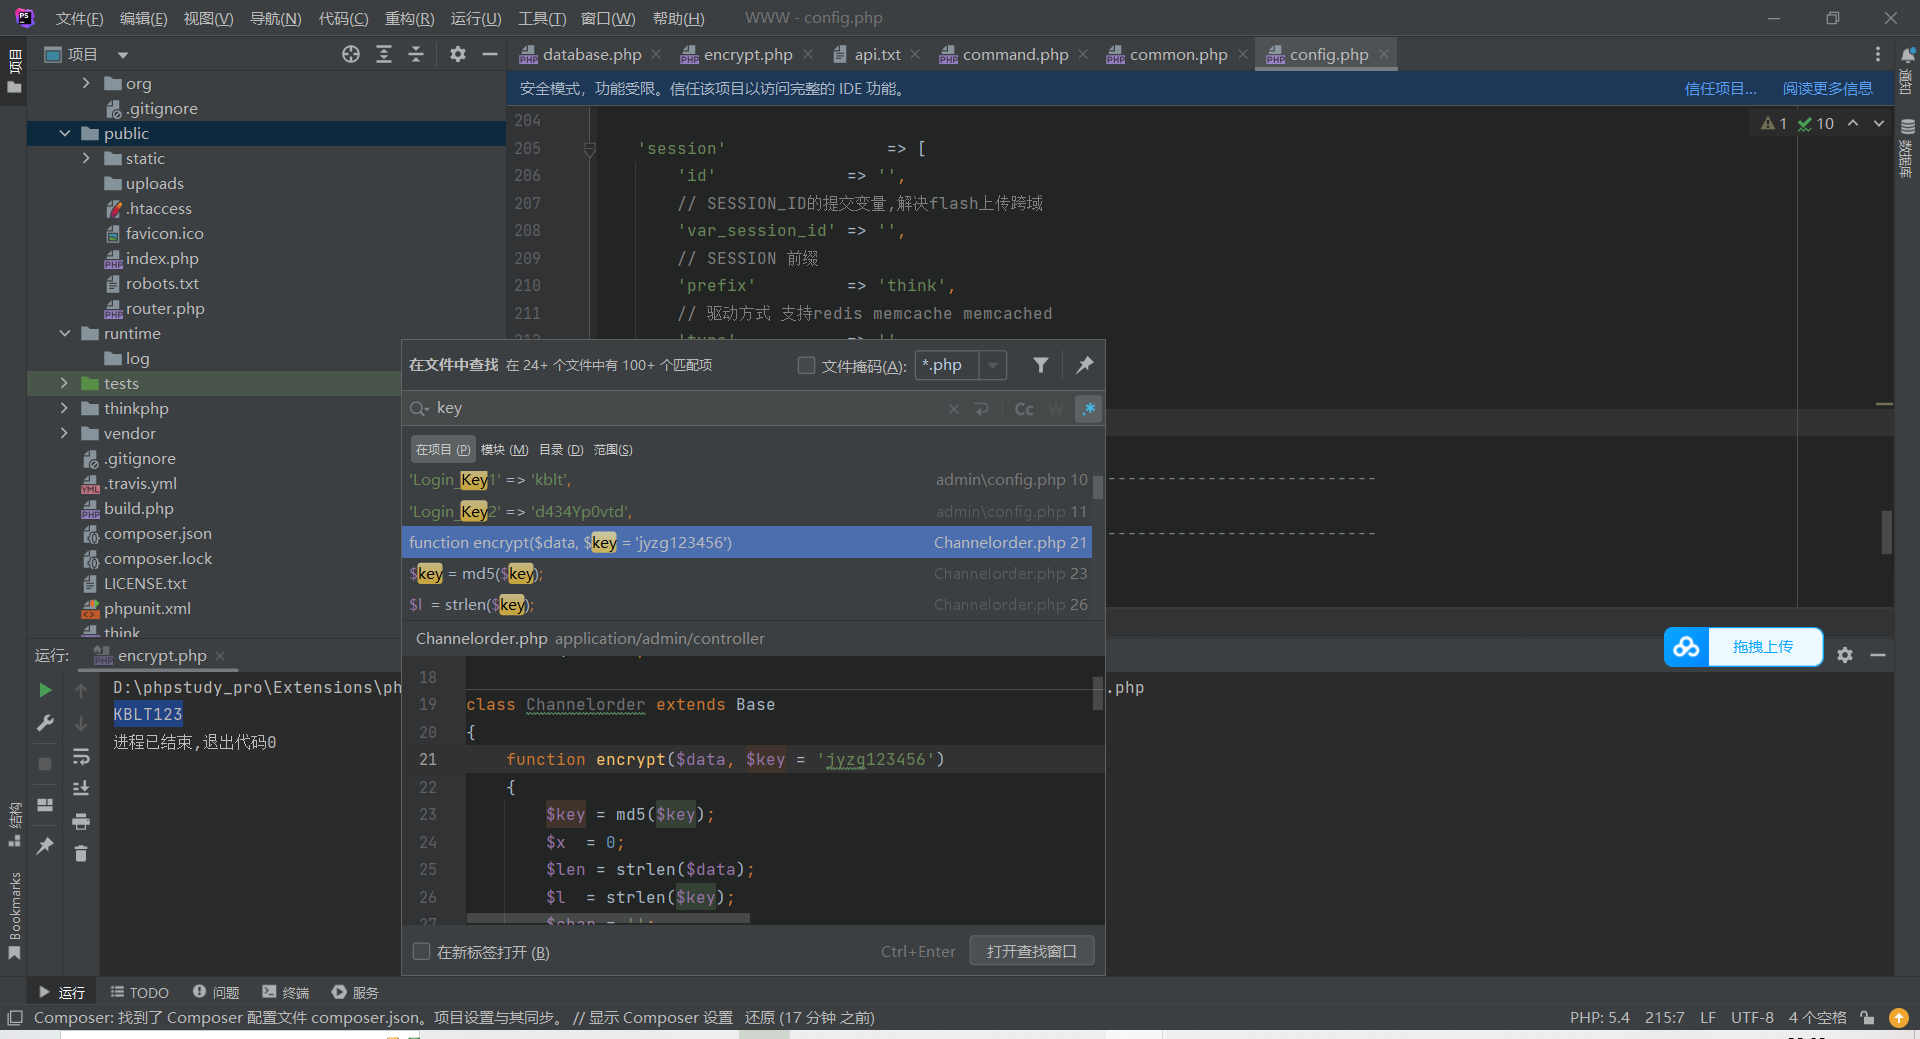 文件(F) 编辑(E) 视图(V) 导航(N) 代码(C) 重构(R) 运行(U) 工具(T) 窗口(W) 帮助(H) WWW - config.php
项目
项目
database.php
encrypt.php
api.txt
command.php
common.php
config.php
通知
数据库
安全模式，功能受限。信任该项目以访问完整的 IDE 功能。 信任项目... 阅读更多信息
org
.gitignore
public
static
uploads
.htaccess
favicon.ico
index.php
robots.txt
router.php
runtime
log
tests
thinkphp
vendor
.gitignore
.travis.yml
build.php
composer.json
composer.lock
LICENSE.txt
phpunit.xml
think
1 10
204
205 'session' => [
206 'id' => '',
207 // SESSION_ID的提交变量,解决flash上传跨域
208 'var_session_id' => '',
209 // SESSION 前缀
210 'prefix' => 'think',
211 // 驱动方式 支持redis memcache memcached
212 'type' => ''
在文件中查找 在 24+ 个文件中有 100+ 个匹配项 文件掩码(A): *.php
key Cc W .*
在项目 (P) 模块 (M) 目录 (D) 范围(S)
'Login_Key1' => 'kblt', admin\config.php 10
'Login_Key2' => 'd434Yp0vtd', admin\config.php 11
function encrypt($data, $key = 'jyzg123456') Channelorder.php 21
$key = md5($key); Channelorder.php 23
$l = strlen($key); Channelorder.php 26
Channelorder.php application/admin/controller
18
19 class Channelorder extends Base
20 {
21 function encrypt($data, $key = 'jyzg123456')
22 {
23 $key = md5($key);
24 $x = 0;
25 $len = strlen($data);
26 $l = strlen($key);
27 $char = '';
在新标签打开 (B) Ctrl+Enter 打开查找窗口
拖拽上传
运行: encrypt.php
D:\phpstudy_pro\Extensions\ph
.php
KBLT123
进程已结束,退出代码0
结构
Bookmarks
运行 TODO 问题 终端 服务
Composer: 找到了 Composer 配置文件 composer.json。项目设置与其同步。 // 显示 Composer 设置 还原 (17 分钟 之前)
PHP: 5.4 215:7 LF UTF-8 4 个空格